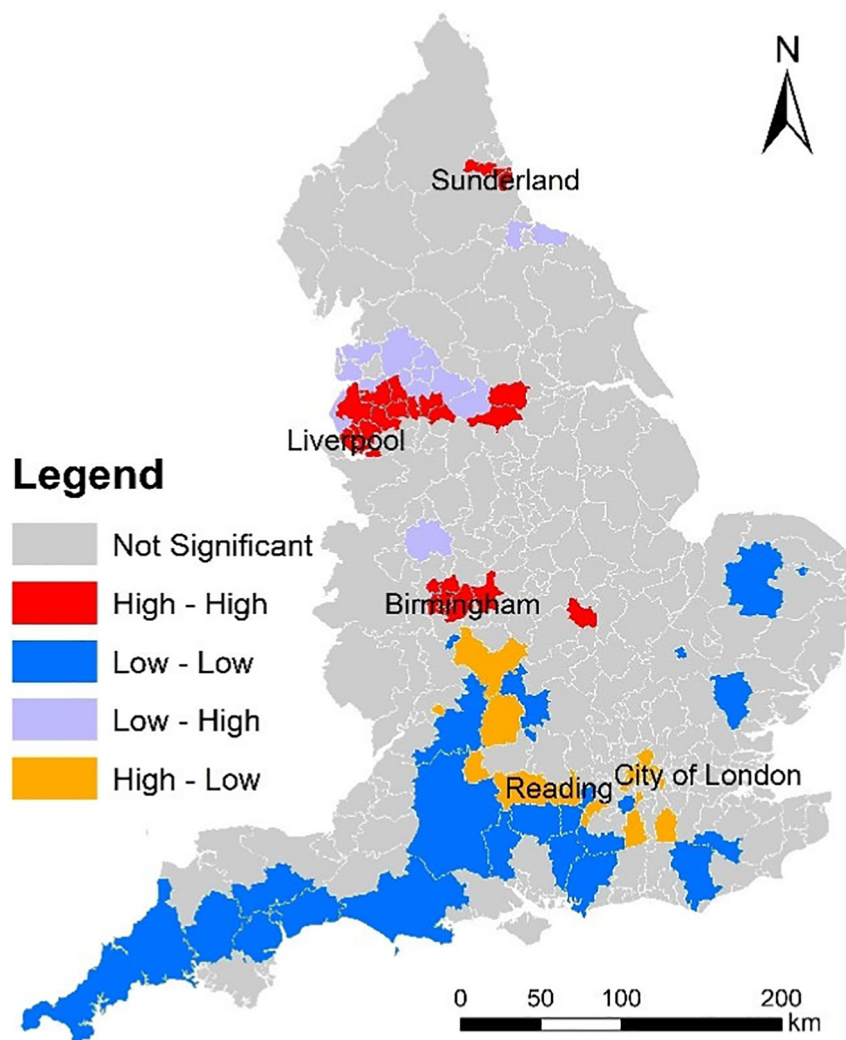 N
Sunderland
Liverpool
Legend
Not Significant
High - High
Birmingham
Low - Low
Low - High
High - Low
Reading
City of London
0 50 100 200
km